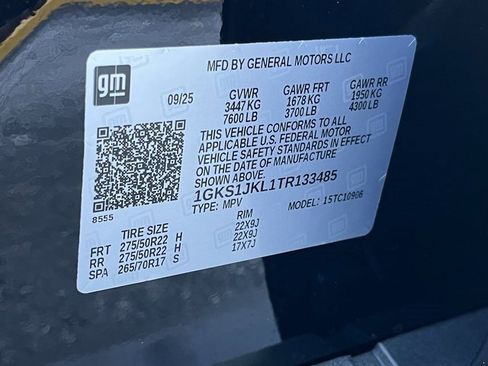 gm
MFD BY GENERAL MOTORS LLC
09/25 GVWR GAWR FRT GAWR RR
3447 KG 1678 KG 1950 KG
7600 LB 3700 LB 4300 LB
THIS VEHICLE CONFORMS TO ALL
APPLICABLE U.S. FEDERAL MOTOR
VEHICLE SAFETY STANDARDS IN
EFFECT ON THE DATE OF
MANUFACTURE SHOWN ABOVE.
1GKS1JKL1TR133485
8555 TYPE: MPV MODEL: 15TC10906
TIRE SIZE RIM
FRT 275/50R22 H 22X9J
RR 275/50R22 H 22X9J
SPA 265/70R17 S 17X7J